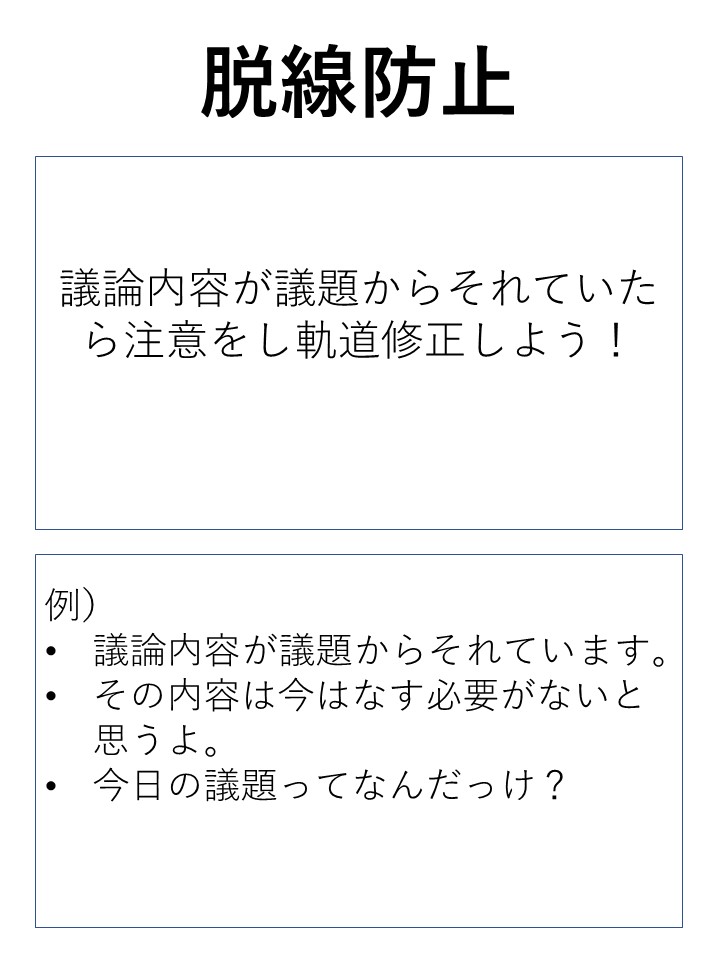 脱線防止
議論内容が議題からそれていた
ら注意をし軌道修正しよう！
例）
• 議論内容が議題からそれています。
• その内容は今はなす必要がないと
思うよ。
• 今日の議題ってなんだっけ？